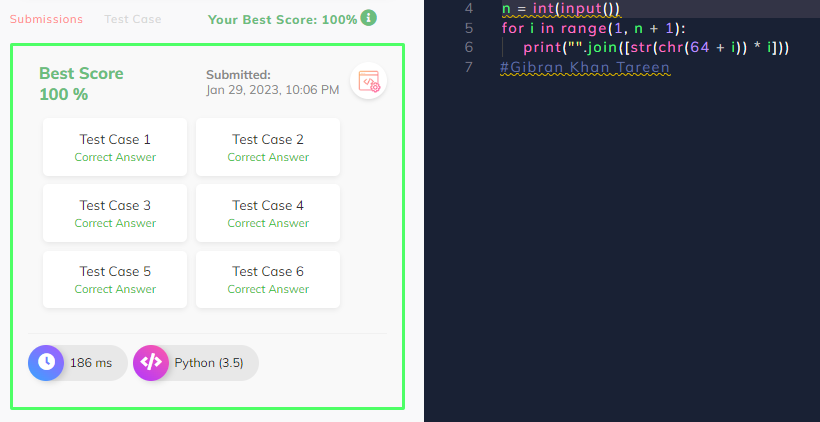 Submissions Test Case Your Best Score: 100%
Best Score
100 %
Submitted:
Jan 29, 2023, 10:06 PM
Test Case 1
Correct Answer
Test Case 2
Correct Answer
Test Case 3
Correct Answer
Test Case 4
Correct Answer
Test Case 5
Correct Answer
Test Case 6
Correct Answer
186 ms
Python (3.5)
4 n = int(input())
5 for i in range(1, n + 1):
6 print("".join([str(chr(64 + i)) * i]))
7 #Gibran Khan Tareen